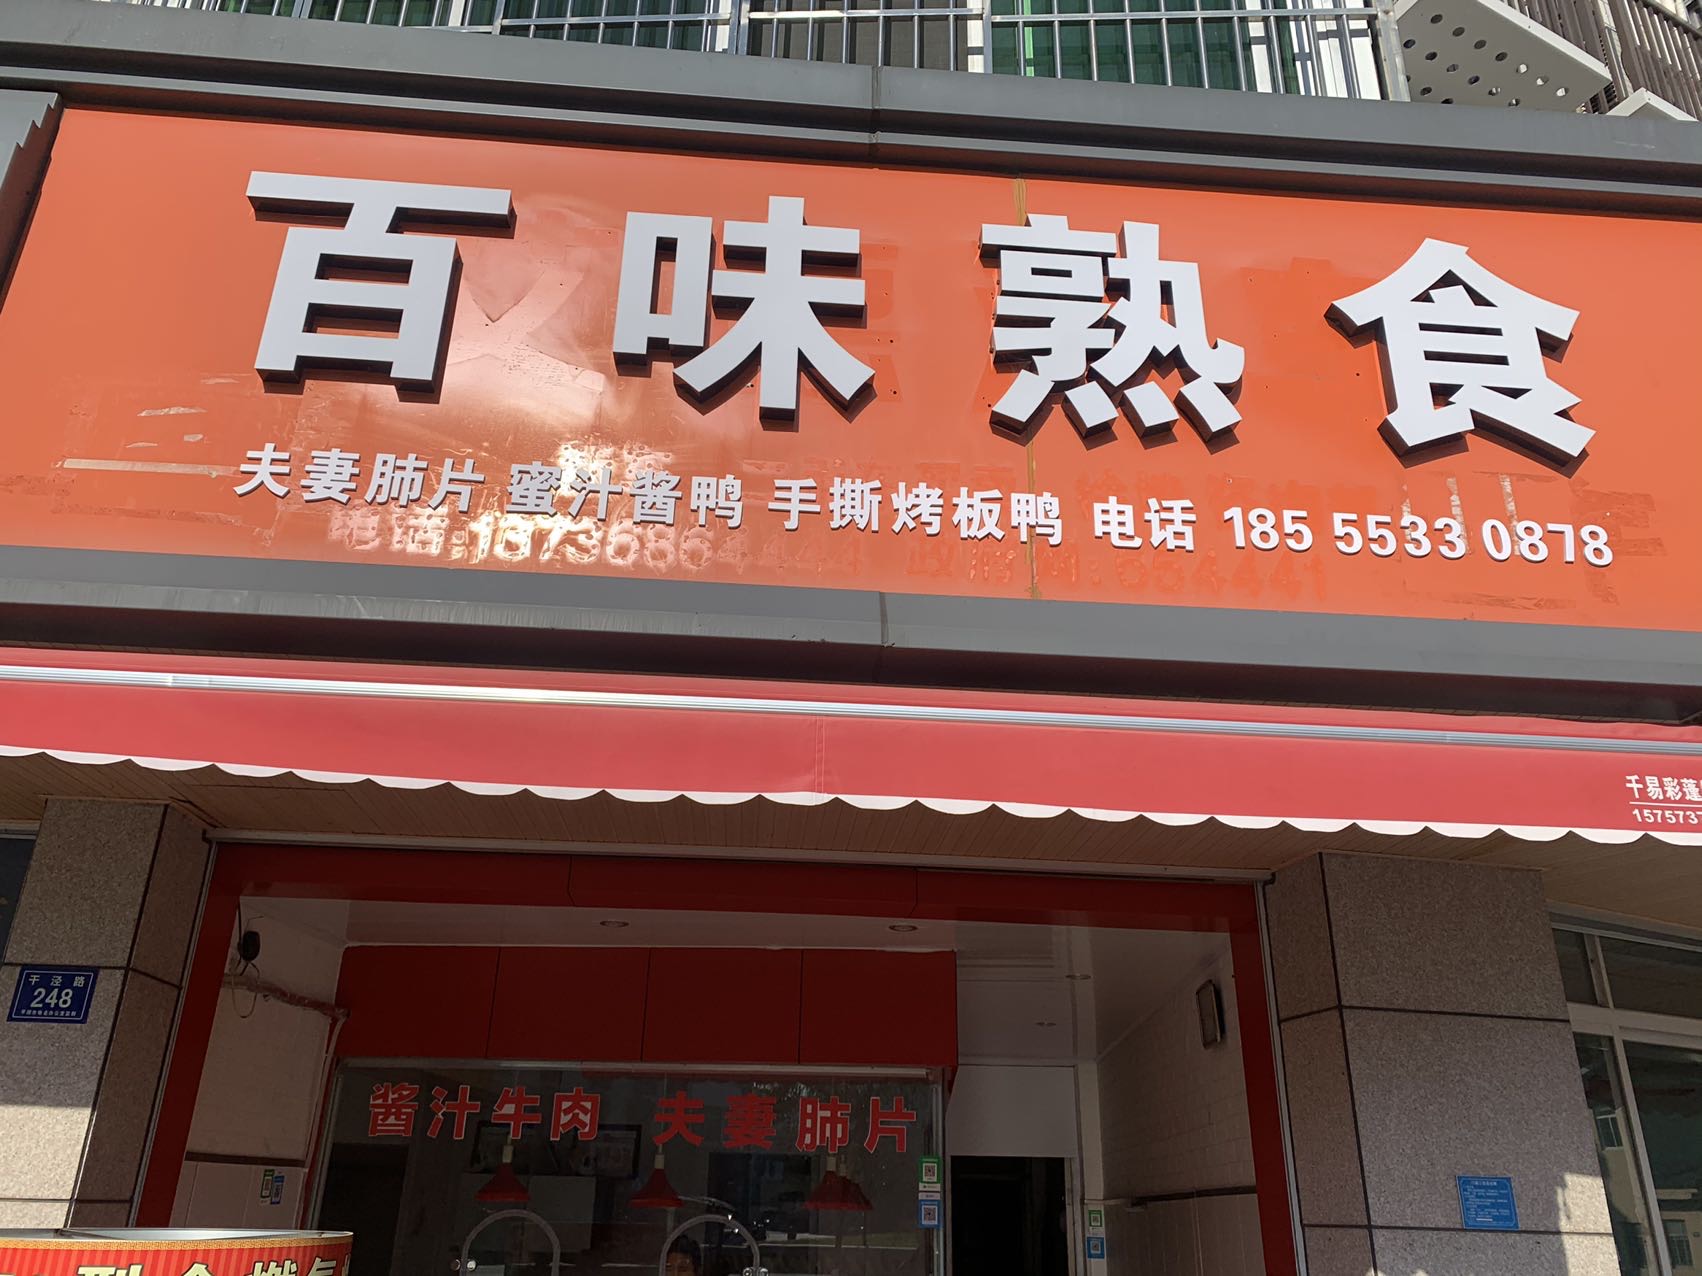 百味熟食
夫妻肺片 蜜汁酱鸭 手撕烤板鸭 电话 185 5533 0878
千易彩蓬
157573
干泾路
248
酱汁牛肉 夫妻肺片